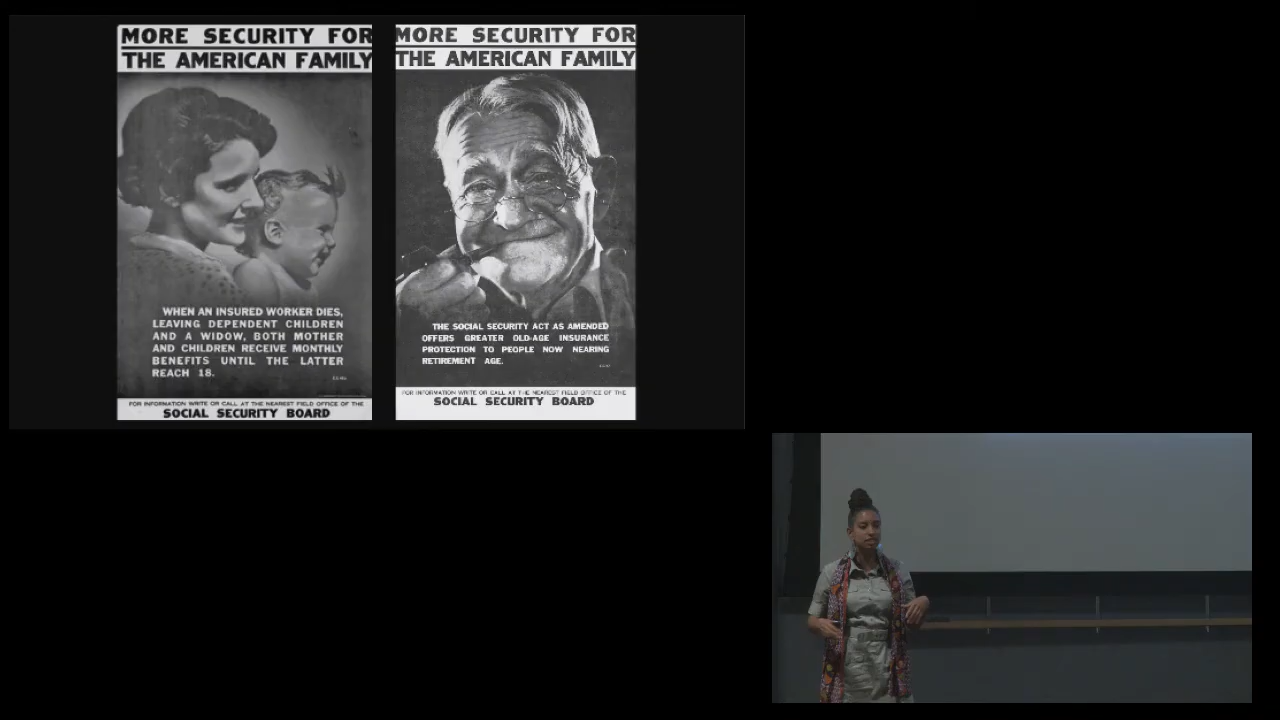 MORE SECURITY FOR
THE AMERICAN FAMILY
WHEN AN INSURED WORKER DIES,
LEAVING DEPENDENT CHILDREN
AND A WIDOW, BOTH MOTHER
AND CHILDREN RECEIVE MONTHLY
BENEFITS UNTIL THE LATTER
REACH 18.
FOR INFORMATION WRITE OR CALL AT THE NEAREST FIELD OFFICE OF THE
SOCIAL SECURITY BOARD
MORE SECURITY FOR
THE AMERICAN FAMILY
THE SOCIAL SECURITY ACT AS AMENDED
OFFERS GREATER OLD-AGE INSURANCE
PROTECTION TO PEOPLE NOW NEARING
RETIREMENT AGE.
FOR INFORMATION WRITE OR CALL AT THE NEAREST FIELD OFFICE OF THE
SOCIAL SECURITY BOARD